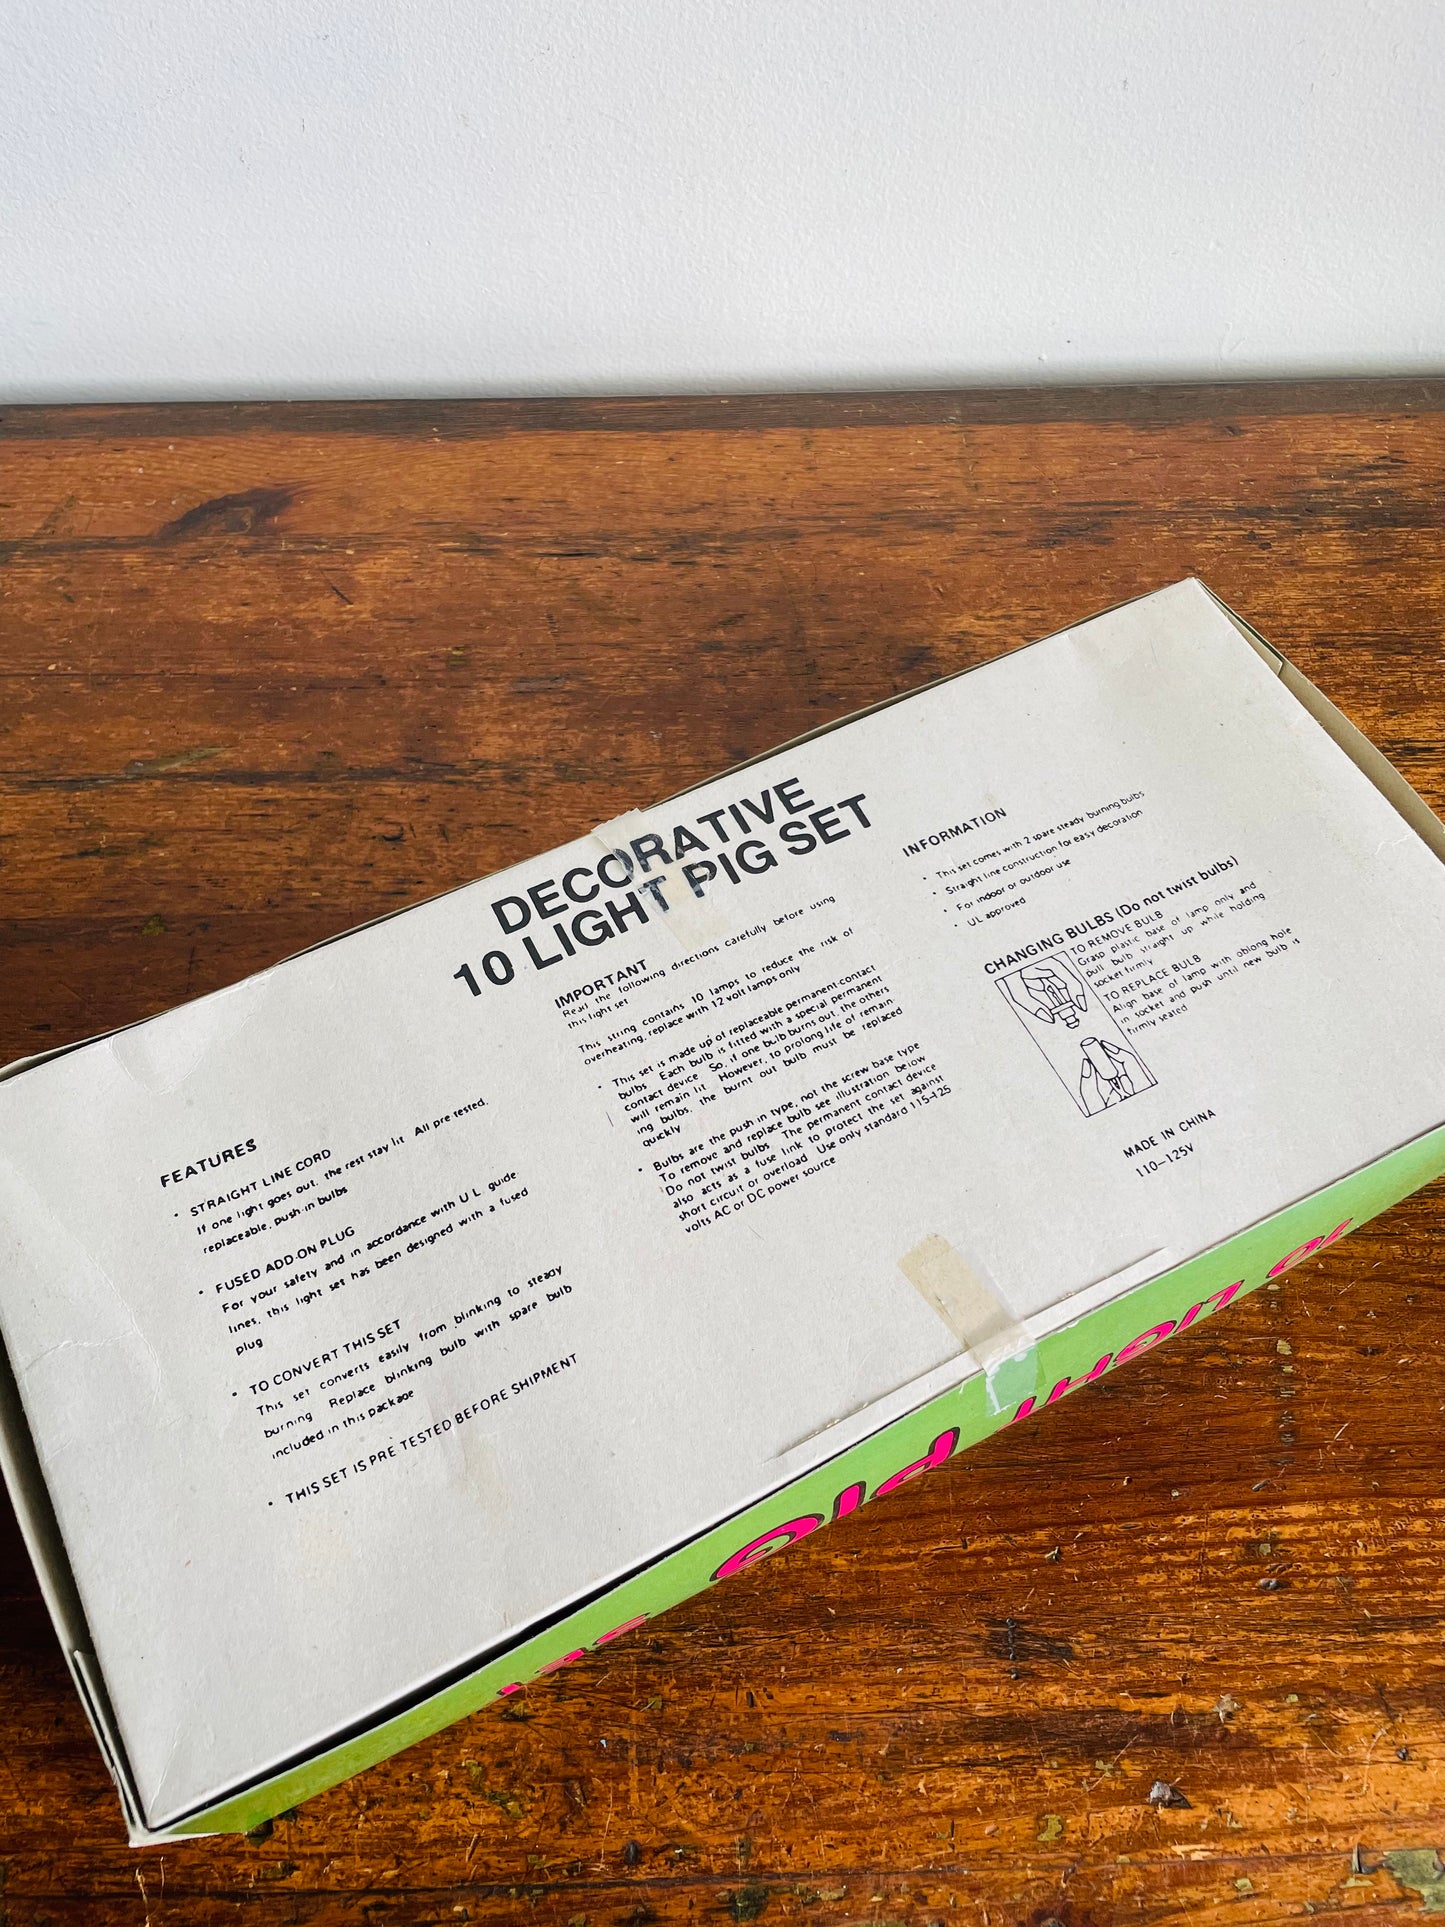 DECORATIVE
10 LIGHT PIG SET
FEATURES
• STRAIGHT LINE CORD
If one light goes out, the rest stay lit. All pre tested,
replaceable, push-in bulbs
• FUSED ADD-ON PLUG
For your safety and in accordance with U L guide
lines, this light set has been designed with a fused
plug
• TO CONVERT THIS SET
This set converts easily from blinking to steady
burning Replace blinking bulb with spare bulb
included in this package
• THIS SET IS PRE TESTED BEFORE SHIPMENT
IMPORTANT
Read the following directions carefully before using
this light set
This string contains 10 lamps to reduce the risk of
overheating, replace with 12 volt lamps only
• This set is made up of replaceable permanent-contact
bulbs Each bulb is fitted with a special permanent
contact device So, if one bulb burns out, the others
will remain lit However, to prolong life of remain-
ing bulbs, the burnt out bulb must be replaced
quickly
• Bulbs are the push in type, not the screw base type
To remove and replace bulb see illustration below
Do not twist bulbs The permanent contact device
also acts as a fuse link to protect the set against
short circuit or overload Use only standard 115-125
volts AC or DC power source
INFORMATION
• This set comes with 2 spare steady burning bulbs
• Straight line construction for easy decoration
• For indoor or outdoor use
• UL approved
CHANGING BULBS (Do not twist bulbs)
TO REMOVE BULB
Grasp plastic base of lamp only and
pull bulb straight up while holding
socket firmly
TO REPLACE BULB
Align base of lamp with oblong hole
in socket and push until new bulb is
firmly seated
MADE IN CHINA
110-125V
10 LIGHT PIG SET